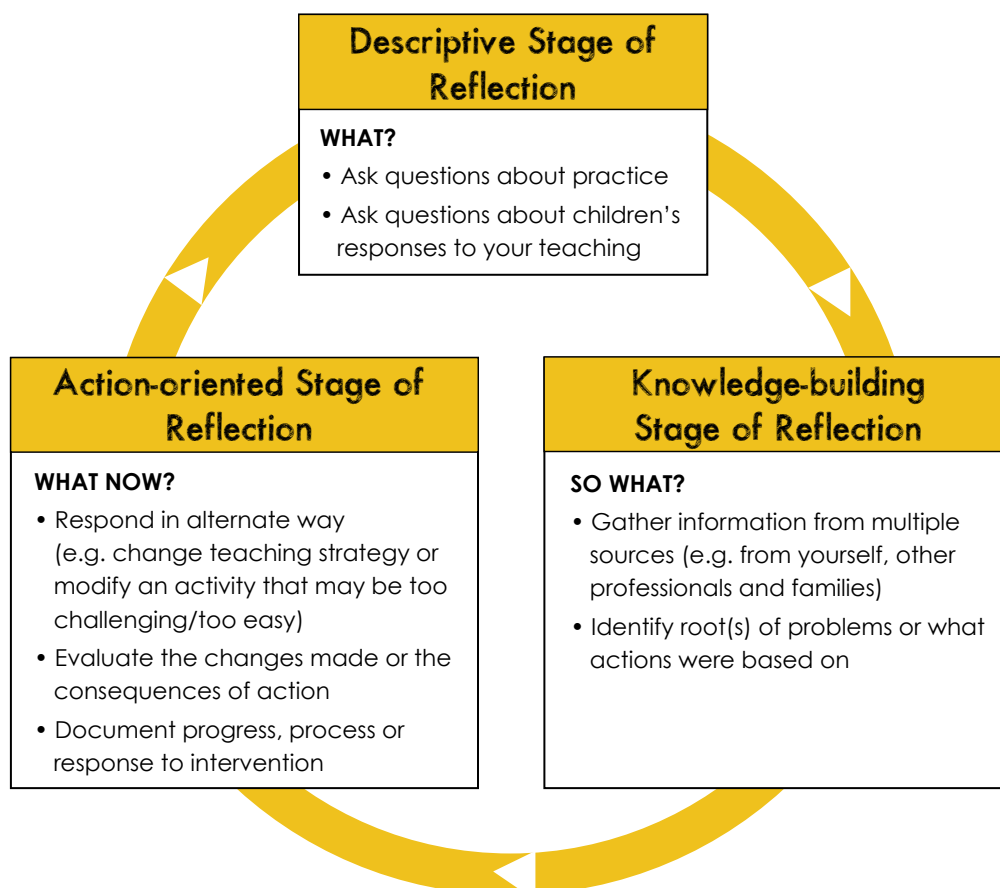 Descriptive Stage of
Reflection
WHAT?
• Ask questions about practice
• Ask questions about children’s
responses to your teaching
Action-oriented Stage of
Reflection
WHAT NOW?
• Respond in alternate way
(e.g. change teaching strategy or
modify an activity that may be too
challenging/too easy)
• Evaluate the changes made or the
consequences of action
• Document progress, process or
response to intervention
Knowledge-building
Stage of Reflection
SO WHAT?
• Gather information from multiple
sources (e.g. from yourself, other
professionals and families)
• Identify root(s) of problems or what
actions were based on